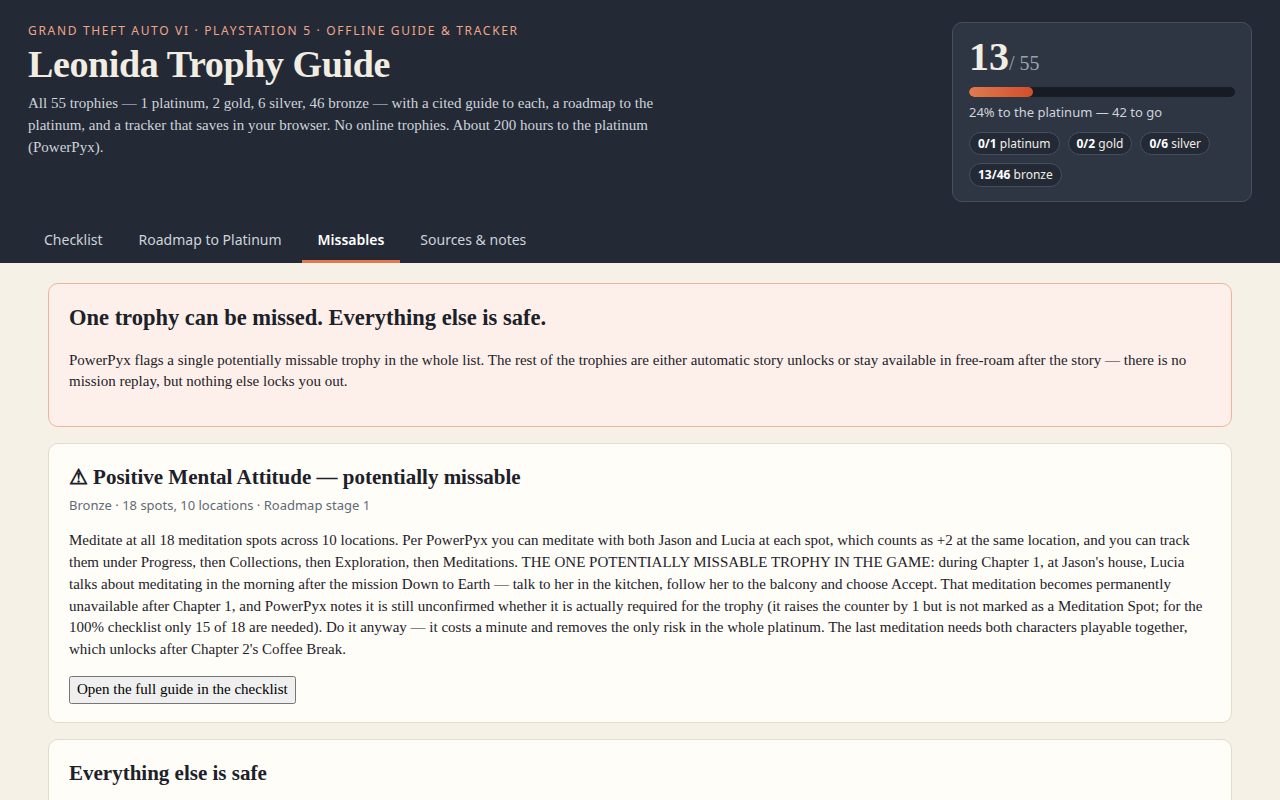 GRAND THEFT AUTO VI · PLAYSTATION 5 · OFFLINE GUIDE & TRACKER
Leonida Trophy Guide
All 55 trophies — 1 platinum, 2 gold, 6 silver, 46 bronze — with a cited guide to each, a roadmap to the
platinum, and a tracker that saves in your browser. No online trophies. About 200 hours to the platinum
(PowerPyx).
13/ 55
24% to the platinum — 42 to go
0/1 platinum 0/2 gold 0/6 silver
13/46 bronze
Checklist Roadmap to Platinum Missables Sources & notes
One trophy can be missed. Everything else is safe.
PowerPyx flags a single potentially missable trophy in the whole list. The rest of the trophies are either automatic story unlocks or stay available in free-roam after the story — there is no
mission replay, but nothing else locks you out.
⚠ Positive Mental Attitude — potentially missable
Bronze · 18 spots, 10 locations · Roadmap stage 1
Meditate at all 18 meditation spots across 10 locations. Per PowerPyx you can meditate with both Jason and Lucia at each spot, which counts as +2 at the same location, and you can track
them under Progress, then Collections, then Exploration, then Meditations. THE ONE POTENTIALLY MISSABLE TROPHY IN THE GAME: during Chapter 1, at Jason's house, Lucia
talks about meditating in the morning after the mission Down to Earth — talk to her in the kitchen, follow her to the balcony and choose Accept. That meditation becomes permanently
unavailable after Chapter 1, and PowerPyx notes it is still unconfirmed whether it is actually required for the trophy (it raises the counter by 1 but is not marked as a Meditation Spot; for the
100% checklist only 15 of 18 are needed). Do it anyway — it costs a minute and removes the only risk in the whole platinum. The last meditation needs both characters playable together,
which unlocks after Chapter 2's Coffee Break.
Open the full guide in the checklist
Everything else is safe